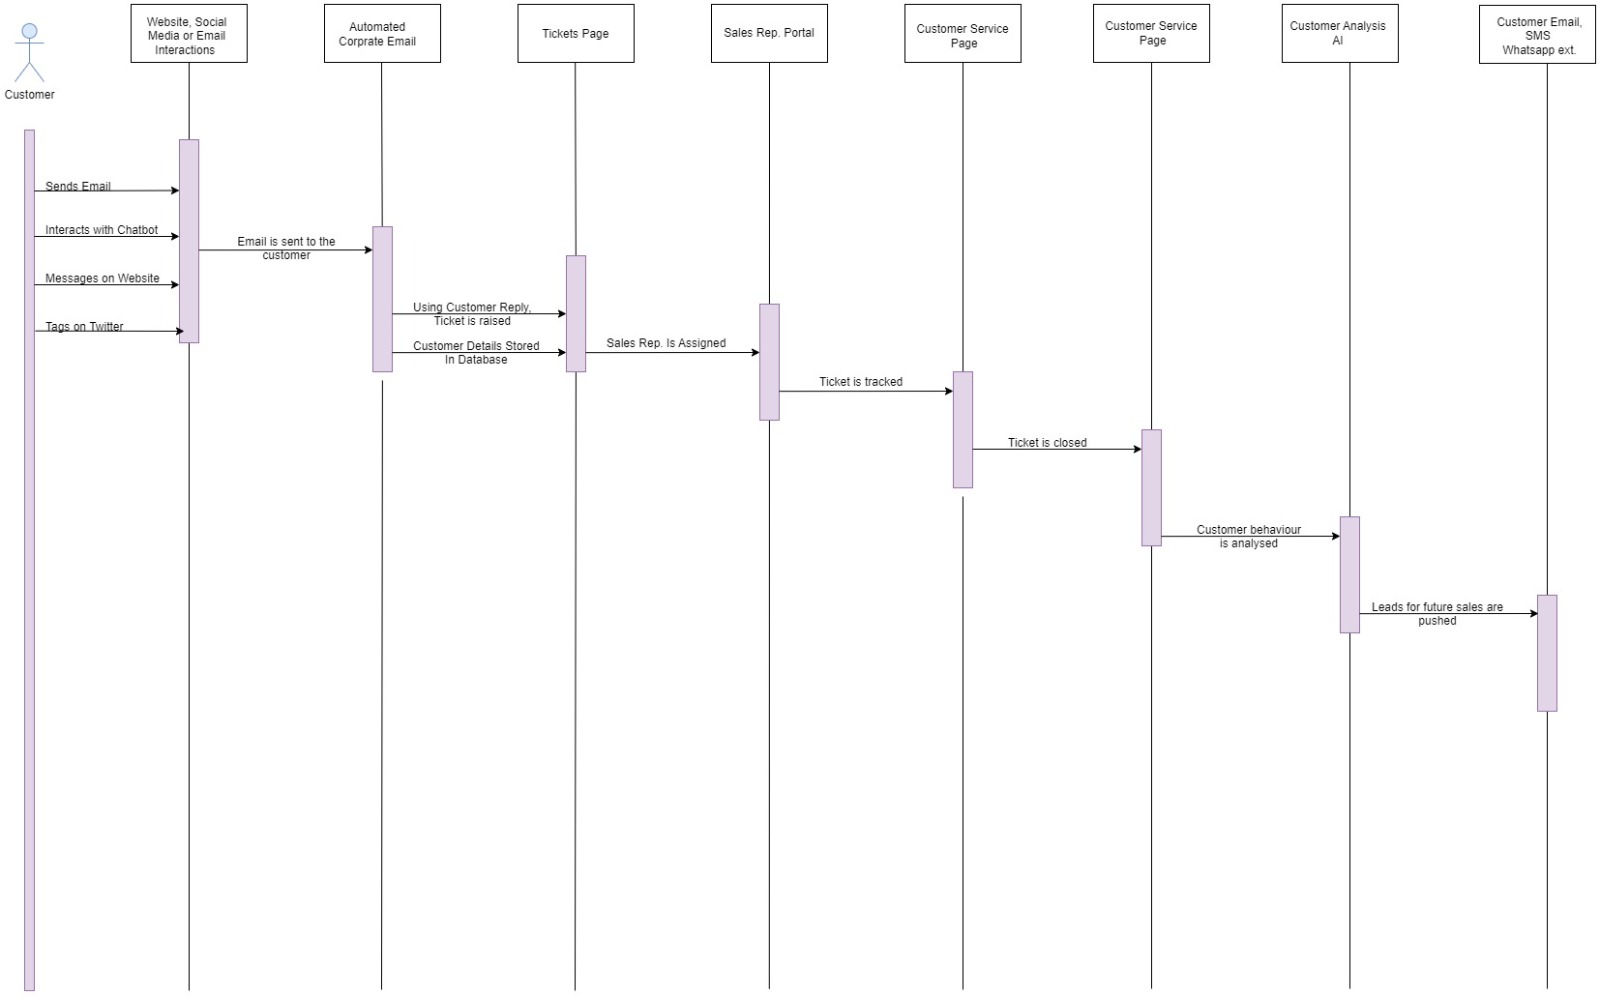 Website, Social
Media or Email
Interactions
Automated
Corprate Email
Tickets Page
Sales Rep. Portal
Customer Service
Page
Customer Service
Page
Customer Analysis
AI
Customer Email,
SMS
Whatsapp ext.
Customer
Sends Email
Interacts with Chatbot
Email is sent to the
customer
Messages on Website
Tags on Twitter
Using Customer Reply,
Ticket is raised
Customer Details Stored
In Database
Sales Rep. Is Assigned
Ticket is tracked
Ticket is closed
Customer behaviour
is analysed
Leads for future sales are
pushed